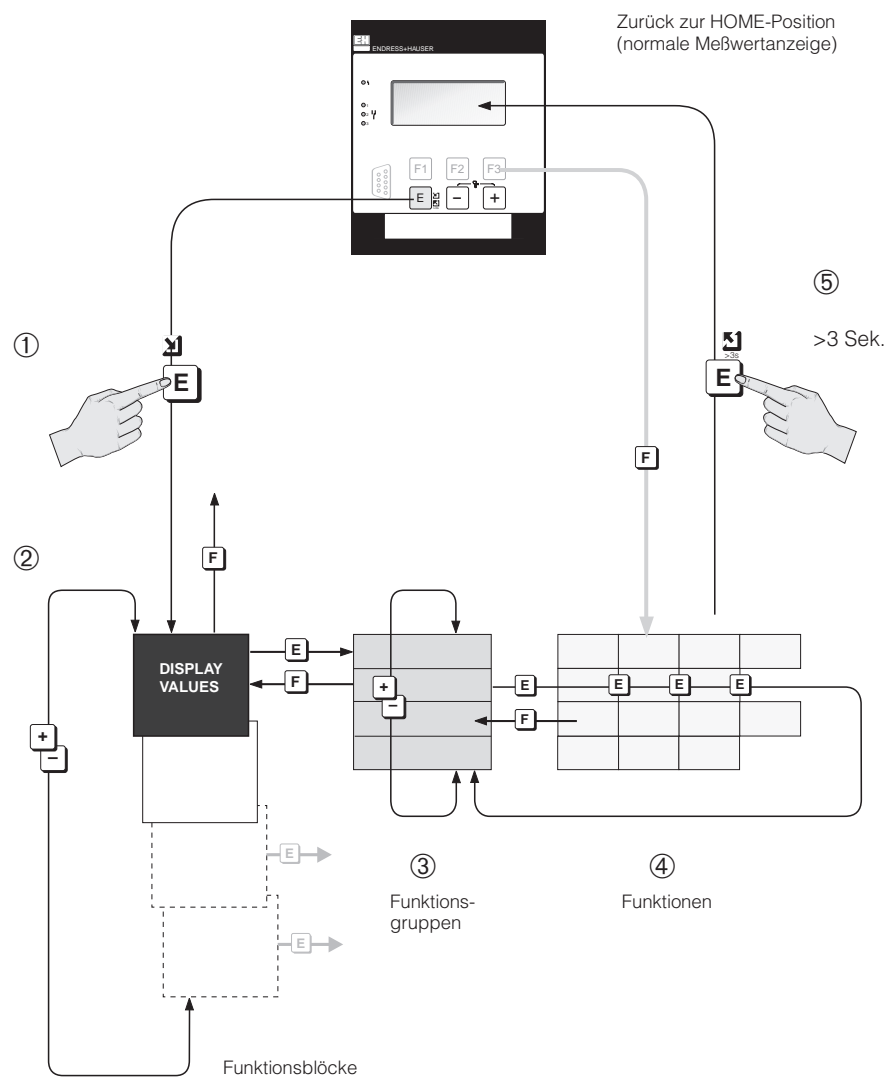 Zurück zur HOME-Position
(normale Meßwertanzeige)
EH
ENDRESS+HAUSER
F1 F2 F3
E − +
①
E
⑤
>3 Sek.
>3s
E
F
②
F
DISPLAY
VALUES
E
F
+
−
E
E
E
E
F
+
−
E
E
③
Funktions-
gruppen
④
Funktionen
Funktionsblöcke